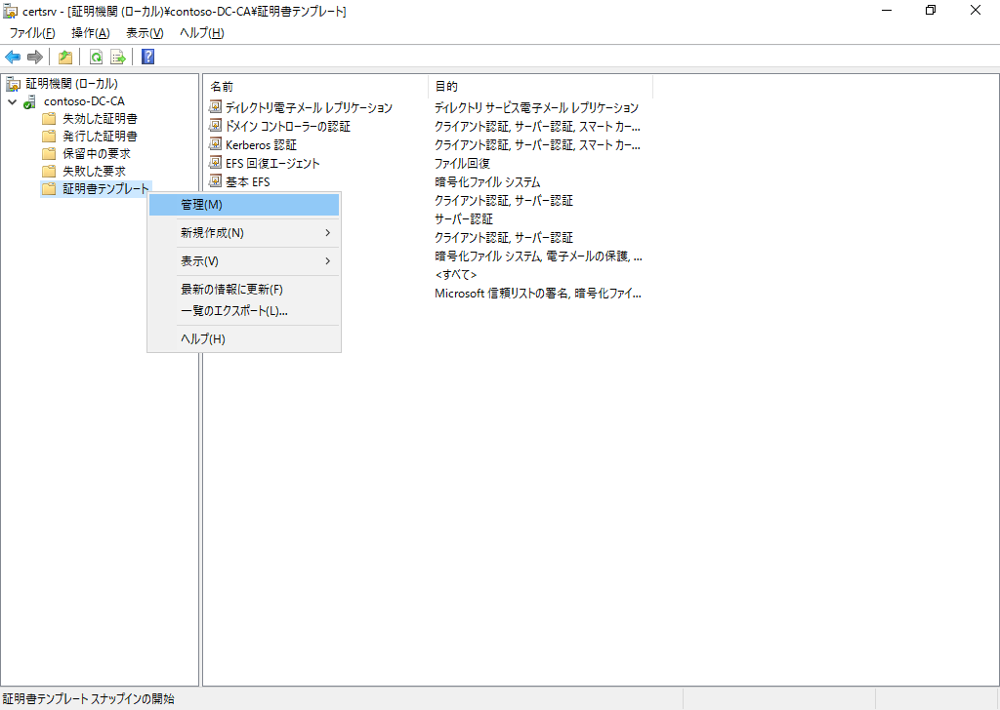 certsrv - [証明機関 (ローカル)¥contoso-DC-CA¥証明書テンプレート]
ファイル(F) 操作(A) 表示(V) ヘルプ(H)
証明機関 (ローカル)
contoso-DC-CA
失効した証明書
発行した証明書
保留中の要求
失敗した要求
証明書テンプレート
管理(M)
新規作成(N)
表示(V)
最新の情報に更新(F)
一覧のエクスポート(L)...
ヘルプ(H)
名前 目的
ディレクトリ電子メール レプリケーション ディレクトリ サービス電子メール レプリケーション
ドメイン コントローラーの認証 クライアント認証, サーバー認証, スマート カー...
Kerberos 認証 クライアント認証, サーバー認証, スマート カー...
EFS 回復エージェント ファイル回復
基本 EFS 暗号化ファイル システム
クライアント認証, サーバー認証
サーバー認証
クライアント認証, サーバー認証
暗号化ファイル システム, 電子メールの保護, ...
<すべて>
Microsoft 信頼リストの署名, 暗号化ファイ...
証明書テンプレート スナップインの開始